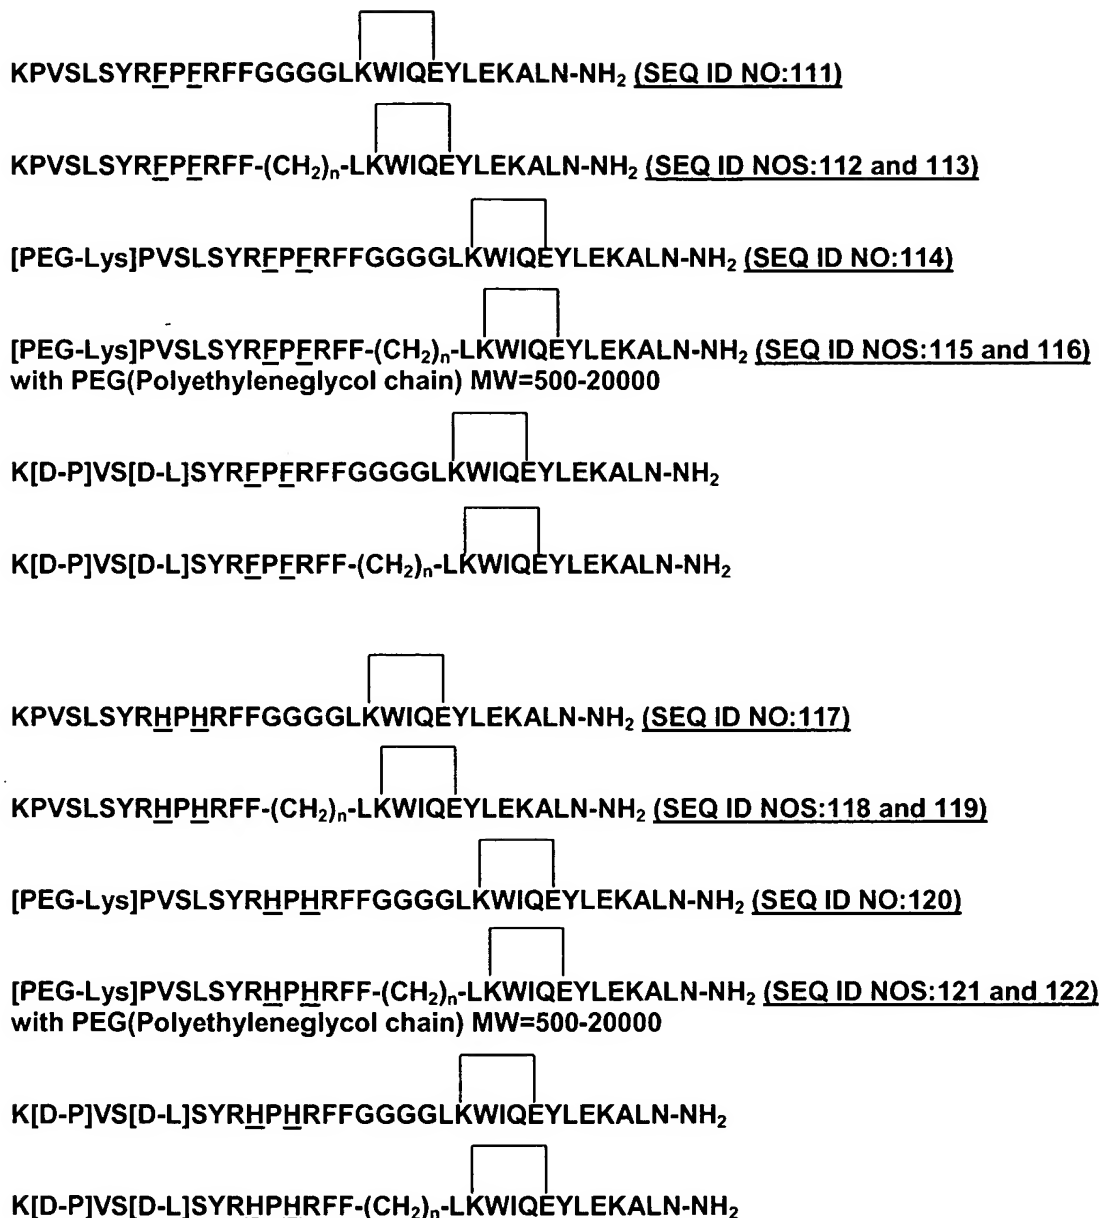 KPVSLSYRFPFRFFGGGGLKWIQEYLEKALN-NH2 (SEQ ID NO:111)
KPVSLSYRFPFRFF-(CH2)n-LKWIQEYLEKALN-NH2 (SEQ ID NOS:112 and 113)
[PEG-Lys]PVSLSYRFPFRFFGGGGLKWIQEYLEKALN-NH2 (SEQ ID NO:114)
[PEG-Lys]PVSLSYRFPFRFF-(CH2)n-LKWIQEYLEKALN-NH2 (SEQ ID NOS:115 and 116)
with PEG(Polyethyleneglycol chain) MW=500-20000
K[D-P]VS[D-L]SYRFPFRFFGGGGLKWIQEYLEKALN-NH2
K[D-P]VS[D-L]SYRFPFRFF-(CH2)n-LKWIQEYLEKALN-NH2
KPVSLSYRHPHRFFGGGGLKWIQEYLEKALN-NH2 (SEQ ID NO:117)
KPVSLSYRHPHRFF-(CH2)n-LKWIQEYLEKALN-NH2 (SEQ ID NOS:118 and 119)
[PEG-Lys]PVSLSYRHPHRFFGGGGLKWIQEYLEKALN-NH2 (SEQ ID NO:120)
[PEG-Lys]PVSLSYRHPHRFF-(CH2)n-LKWIQEYLEKALN-NH2 (SEQ ID NOS:121 and 122)
with PEG(Polyethyleneglycol chain) MW=500-20000
K[D-P]VS[D-L]SYRHPHRFFGGGGLKWIQEYLEKALN-NH2
K[D-P]VS[D-L]SYRHPHRFF-(CH2)n-LKWIQEYLEKALN-NH2